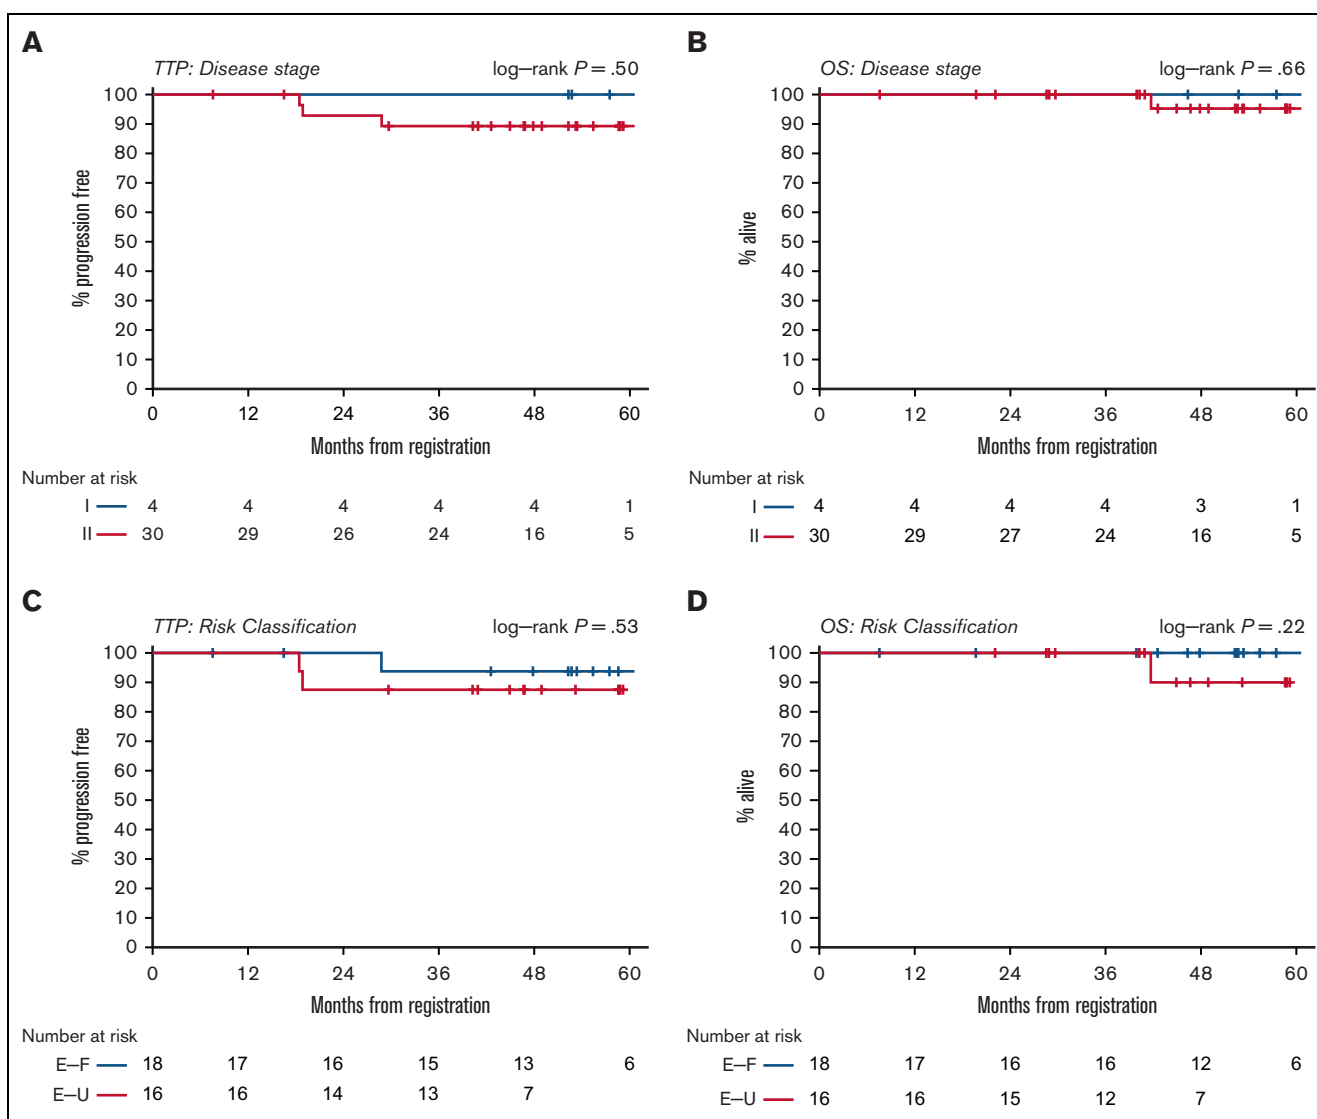 A
TTP: Disease stage log–rank P = .50
100
90
80
70
60
50
40
30
20
10
0
% progression free
0 12 24 36 48 60
Months from registration
Number at risk
I 4 4 4 4 4 1
II 30 29 26 24 16 5
B
OS: Disease stage log–rank P = .66
100
90
80
70
60
50
40
30
20
10
0
% alive
0 12 24 36 48 60
Months from registration
Number at risk
I 4 4 4 4 3 1
II 30 29 27 24 16 5
C
TTP: Risk Classification log–rank P = .53
100
90
80
70
60
50
40
30
20
10
0
% progression free
0 12 24 36 48 60
Months from registration
Number at risk
E–F 18 17 16 15 13 6
E–U 16 16 14 13 7
D
OS: Risk Classification log–rank P = .22
100
90
80
70
60
50
40
30
20
10
0
% alive
0 12 24 36 48 60
Months from registration
Number at risk
E–F 18 17 16 16 12 6
E–U 16 16 15 12 7